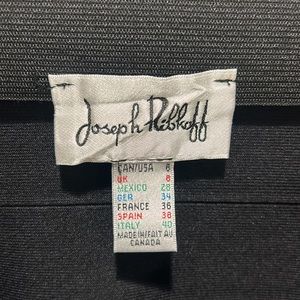 Joseph Ribkoff
CAN/USA 6
UK 8
MEXICO 28
GER 34
FRANCE 36
SPAIN 38
ITALY 40
MADE IN/FAIT AU
CANADA